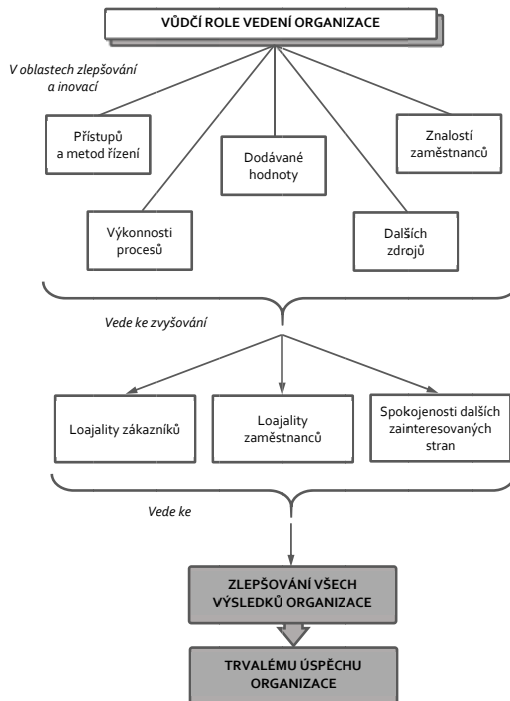 VŮDČÍ ROLE VEDENÍ ORGANIZACE
V oblastech zlepšování
a inovací
Přístupů
a metod řízení
Dodávané
hodnoty
Znalostí
zaměstnanců
Výkonnosti
procesů
Dalších
zdrojů
Vede ke zvyšování
Loajality zákazníků
Loajality
zaměstnanců
Spokojenosti dalších
zainteresovaných
stran
Vede ke
ZLEPŠOVÁNÍ VŠECH
VÝSLEDKŮ ORGANIZACE
TRVALÉMU ÚSPĚCHU
ORGANIZACE